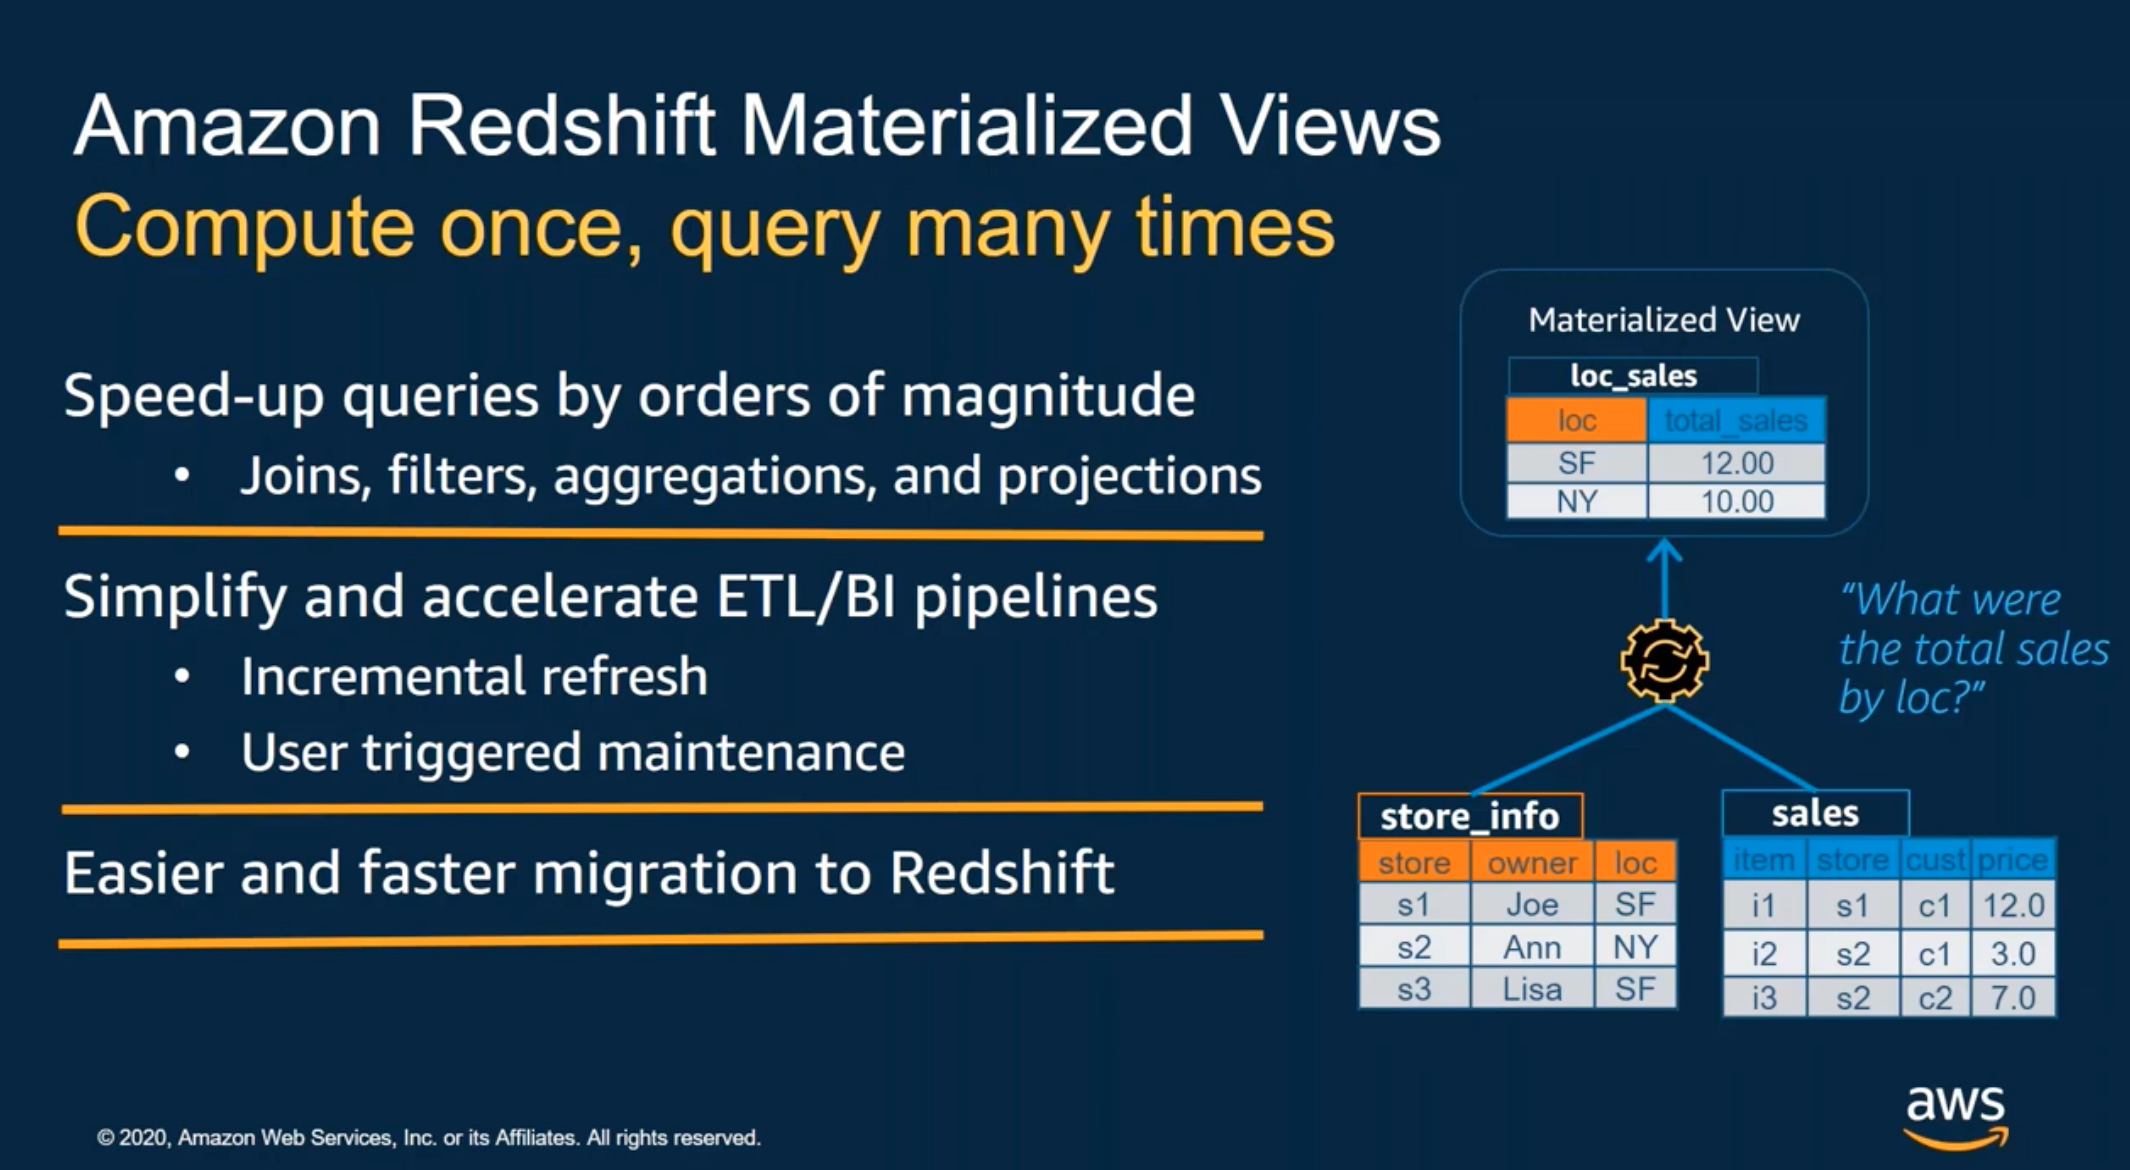 Amazon Redshift Materialized Views
Compute once, query many times
Speed-up queries by orders of magnitude
• Joins, filters, aggregations, and projections
Simplify and accelerate ETL/BI pipelines
• Incremental refresh
• User triggered maintenance
Easier and faster migration to Redshift
Materialized View
loc_sales
loc total_sales
SF 12.00
NY 10.00
“What were
the total sales
by loc?”
store_info
store owner loc
s1 Joe SF
s2 Ann NY
s3 Lisa SF
sales
item store cust price
i1 s1 c1 12.0
i2 s2 c1 3.0
i3 s2 c2 7.0
© 2020, Amazon Web Services, Inc. or its Affiliates. All rights reserved.
aws